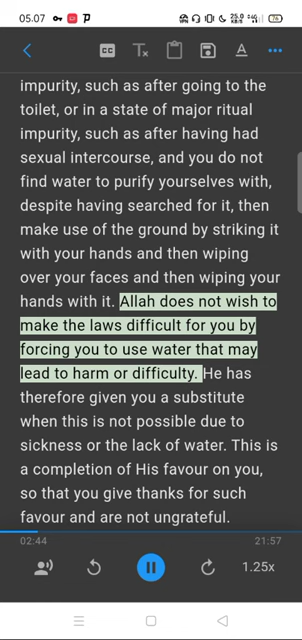 05.07
25.0 KB/S
76
CC
impurity, such as after going to the
toilet, or in a state of major ritual
impurity, such as after having had
sexual intercourse, and you do not
find water to purify yourselves with,
despite having searched for it, then
make use of the ground by striking it
with your hands and then wiping
over your faces and then wiping your
hands with it. Allah does not wish to
make the laws difficult for you by
forcing you to use water that may
lead to harm or difficulty. He has
therefore given you a substitute
when this is not possible due to
sickness or the lack of water. This is
a completion of His favour on you,
so that you give thanks for such
favour and are not ungrateful.
02:44
21:57
1.25x